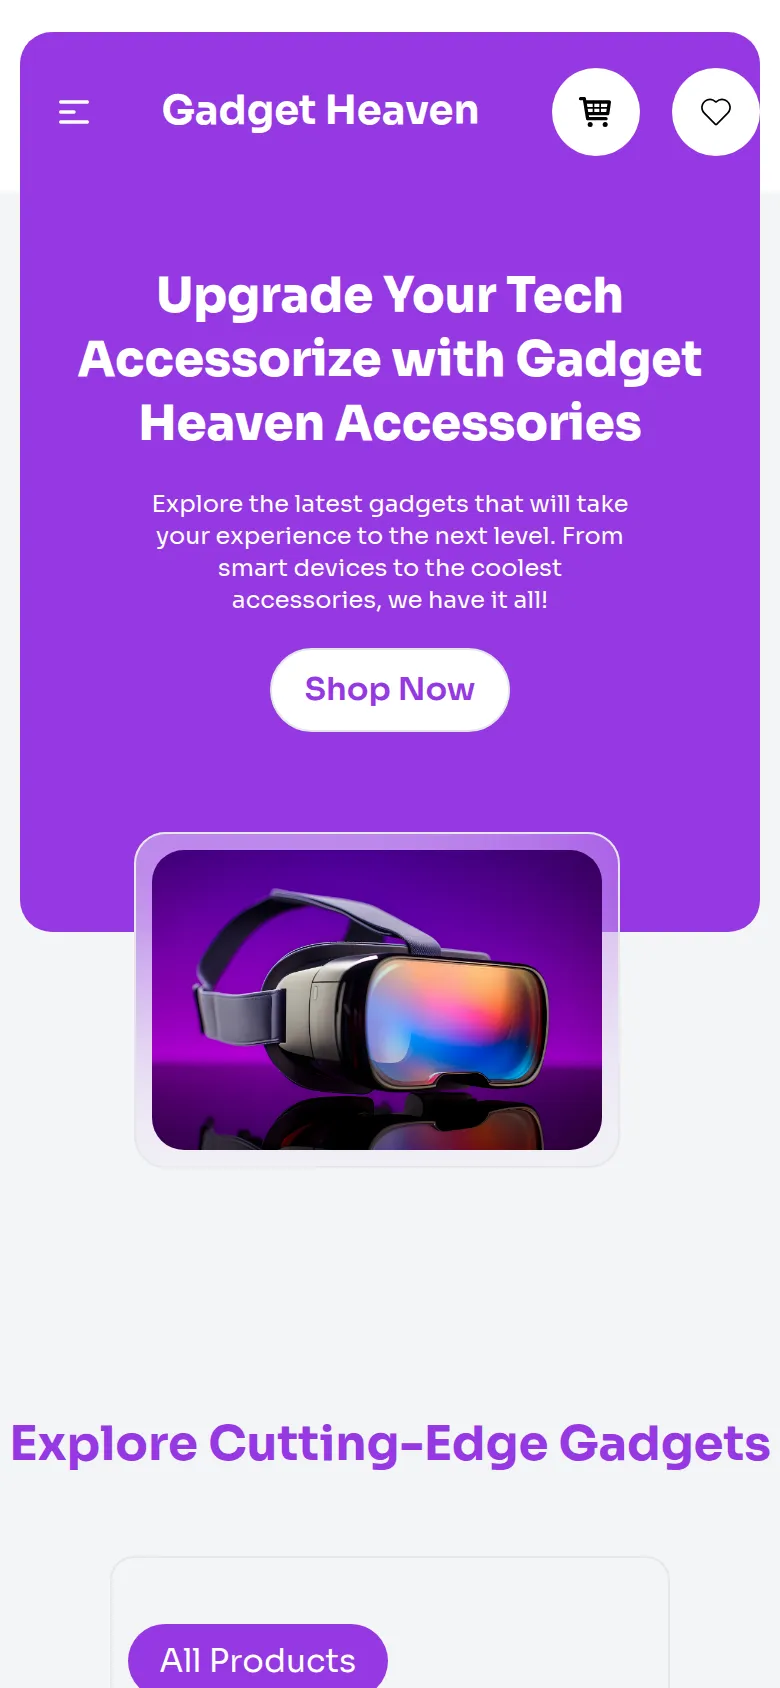 Gadget Heaven
Upgrade Your Tech
Accessorize with Gadget
Heaven Accessories
Explore the latest gadgets that will take
your experience to the next level. From
smart devices to the coolest
accessories, we have it all!
Shop Now
Explore Cutting-Edge Gadgets
All Products